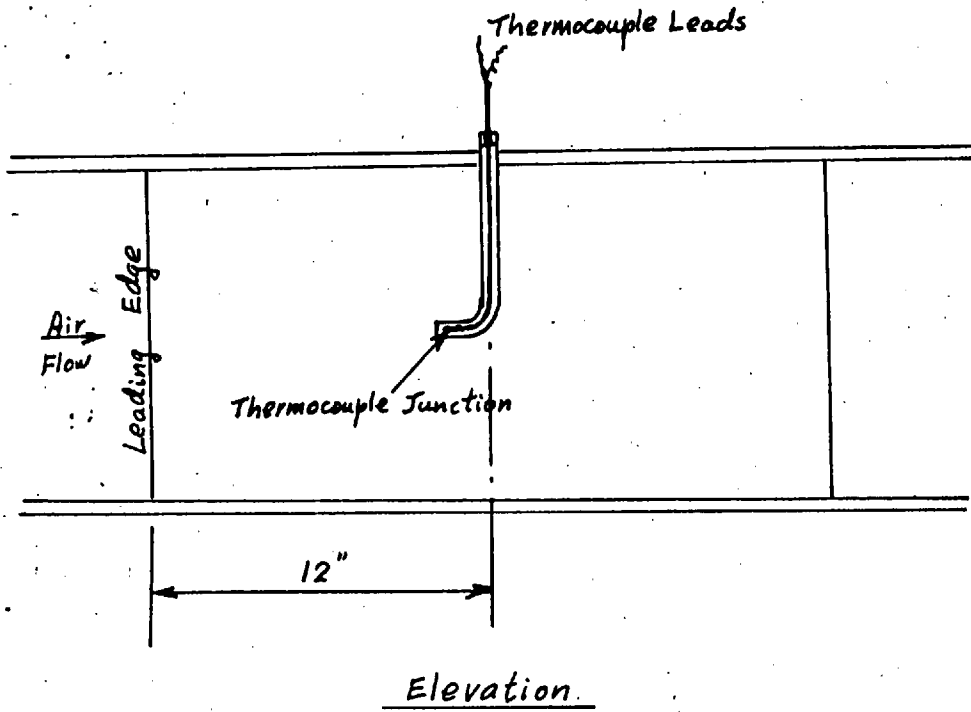 Thermocouple Leads
Leading Edge
Air
Flow
Thermocouple Junction
12"
Elevation